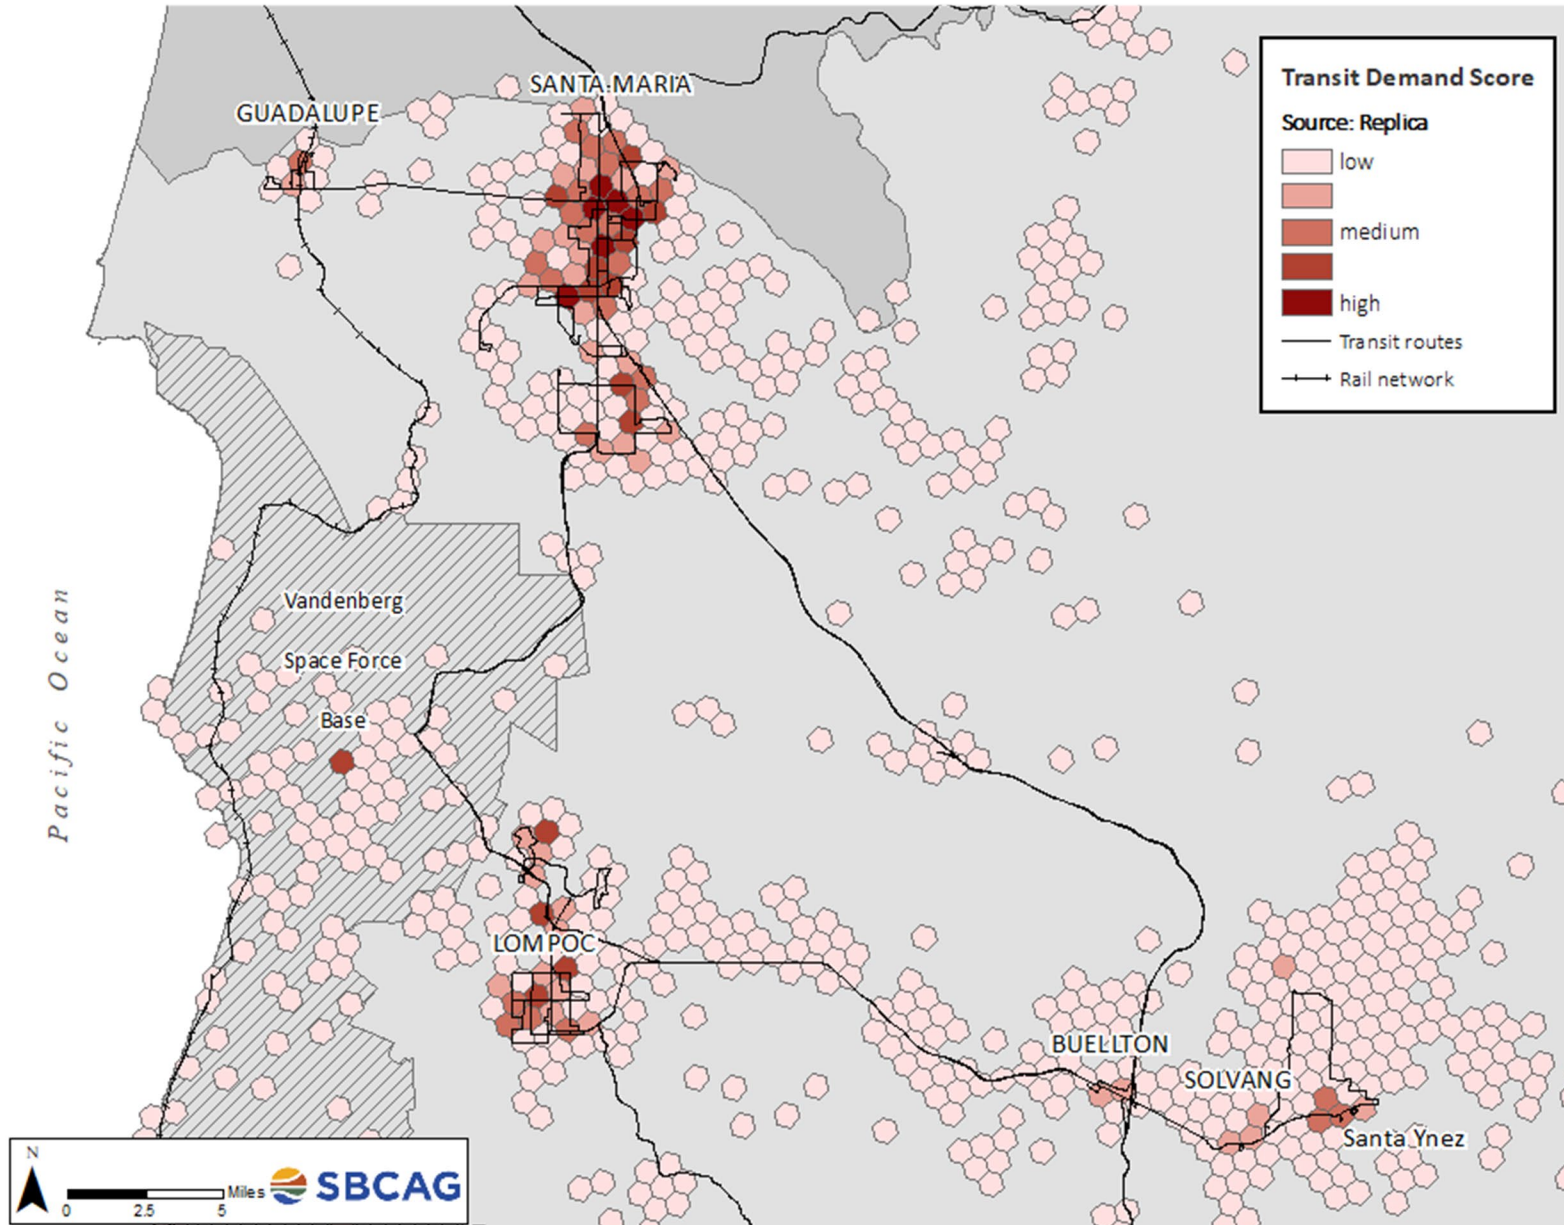 SANTA MARIA
GUADALUPE
Transit Demand Score
Source: Replica
low
medium
high
Transit routes
Rail network
Pacific Ocean
Vandenberg
Space Force
Base
LOMPOC
BUELLTON
SOLVANG
Santa Ynez
N
Miles
0 2.5 5
SBCAG